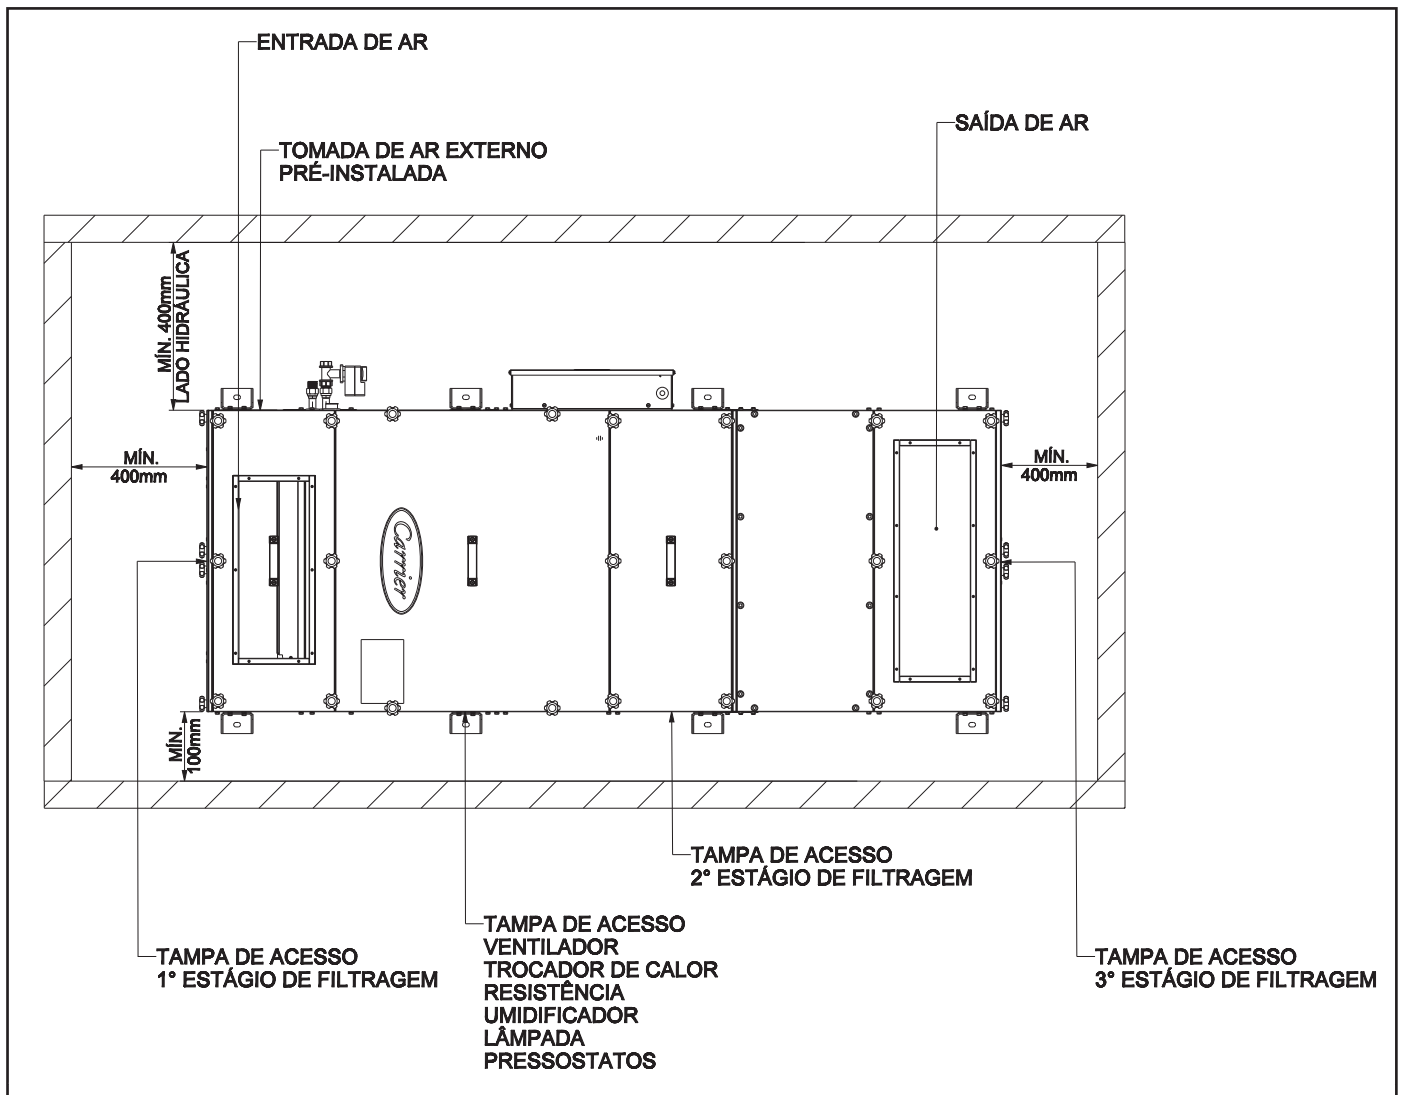 ENTRADA DE AR
SAÍDA DE AR
TOMADA DE AR EXTERNO
PRÉ-INSTALADA
MÍN. 400mm
LADO HIDRÁULICA
MÍN.
400mm
MÍN.
400mm
Carrier
MÍN.
100mm
TAMPA DE ACESSO
2° ESTÁGIO DE FILTRAGEM
TAMPA DE ACESSO
VENTILADOR
TROCADOR DE CALOR
RESISTÊNCIA
UMIDIFICADOR
LÂMPADA
PRESSOSTATOS
TAMPA DE ACESSO
1° ESTÁGIO DE FILTRAGEM
TAMPA DE ACESSO
3° ESTÁGIO DE FILTRAGEM